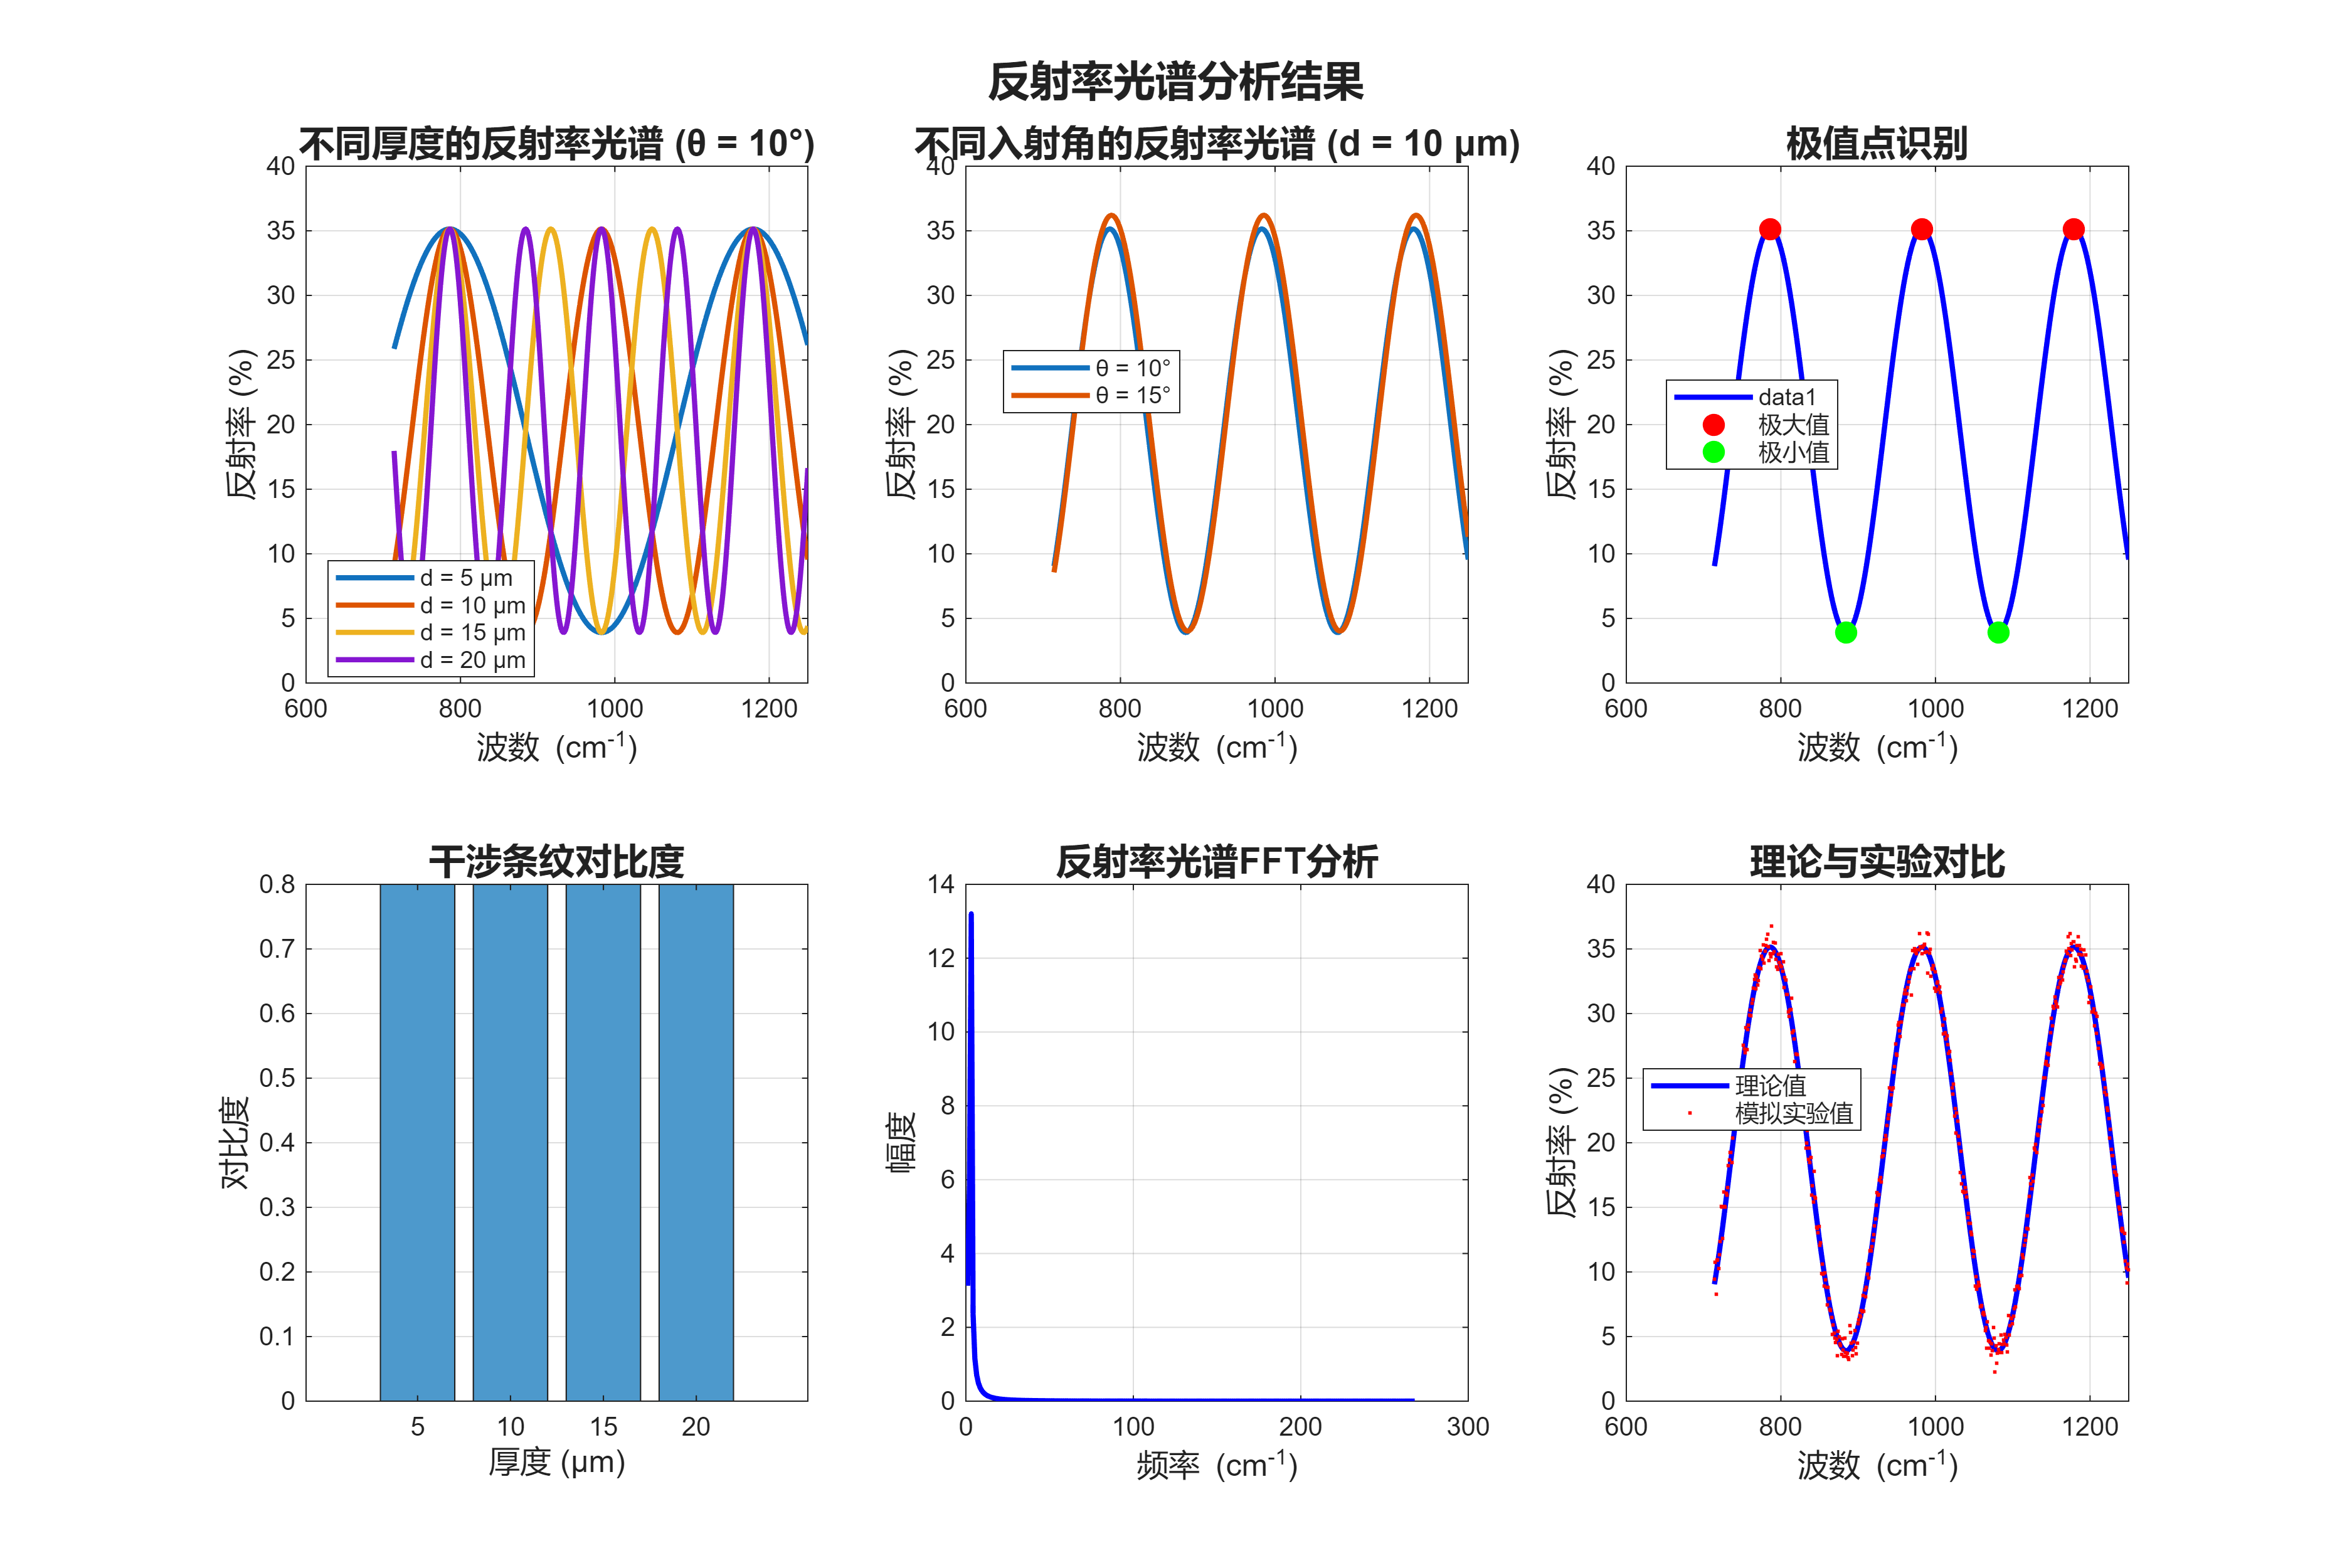 反射率光谱分析结果
不同厚度的反射率光谱 (θ = 10°)
40
35
30
25
20
15
10
5
0
反射率 (%)
d = 5 μm
d = 10 μm
d = 15 μm
d = 20 μm
600 800 1000 1200
波数 (cm⁻¹)
不同入射角的反射率光谱 (d = 10 μm)
40
35
30
25
20
15
10
5
0
反射率 (%)
θ = 10°
θ = 15°
600 800 1000 1200
波数 (cm⁻¹)
极值点识别
40
35
30
25
20
15
10
5
0
反射率 (%)
data1
极大值
极小值
600 800 1000 1200
波数 (cm⁻¹)
干涉条纹对比度
0.8
0.7
0.6
0.5
0.4
0.3
0.2
0.1
0
对比度
5 10 15 20
厚度 (μm)
反射率光谱FFT分析
14
12
10
8
6
4
2
0
幅度
0 100 200 300
频率 (cm⁻¹)
理论与实验对比
40
35
30
25
20
15
10
5
0
反射率 (%)
理论值
模拟实验值
600 800 1000 1200
波数 (cm⁻¹)